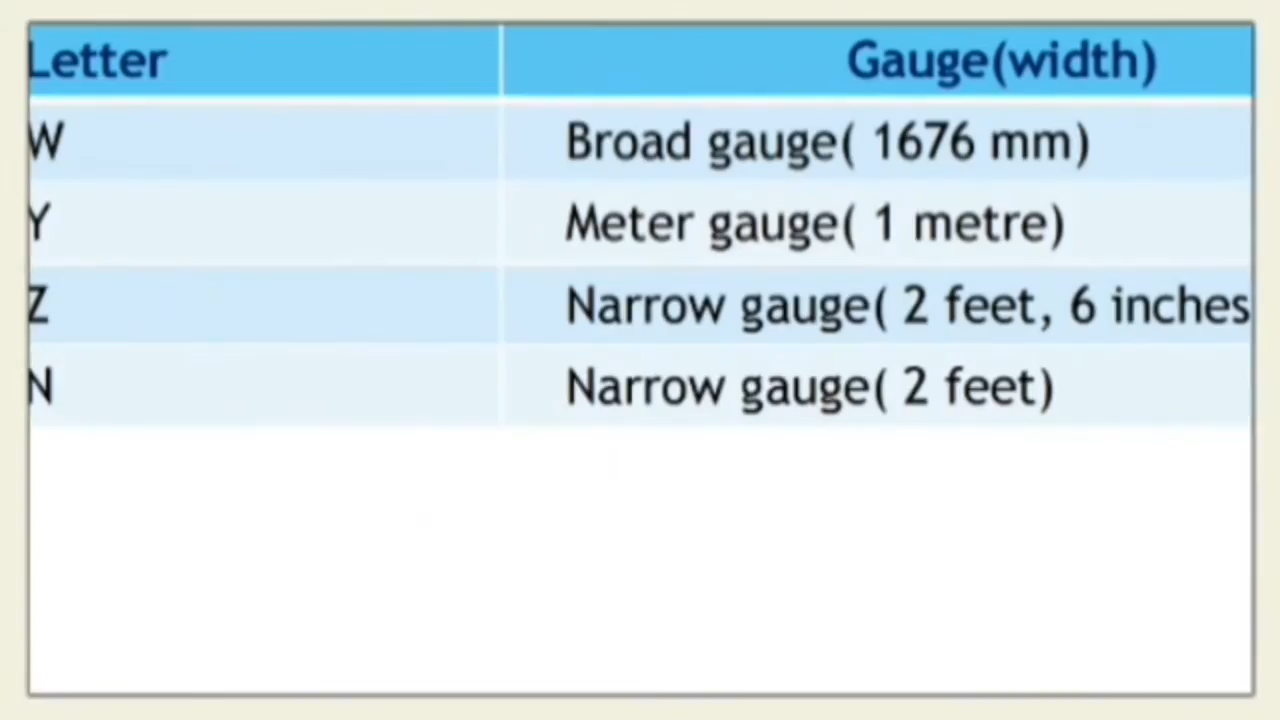 Letter Gauge(width)
W Broad gauge( 1676 mm)
Y Meter gauge( 1 metre)
Z Narrow gauge( 2 feet, 6 inches
N Narrow gauge( 2 feet)